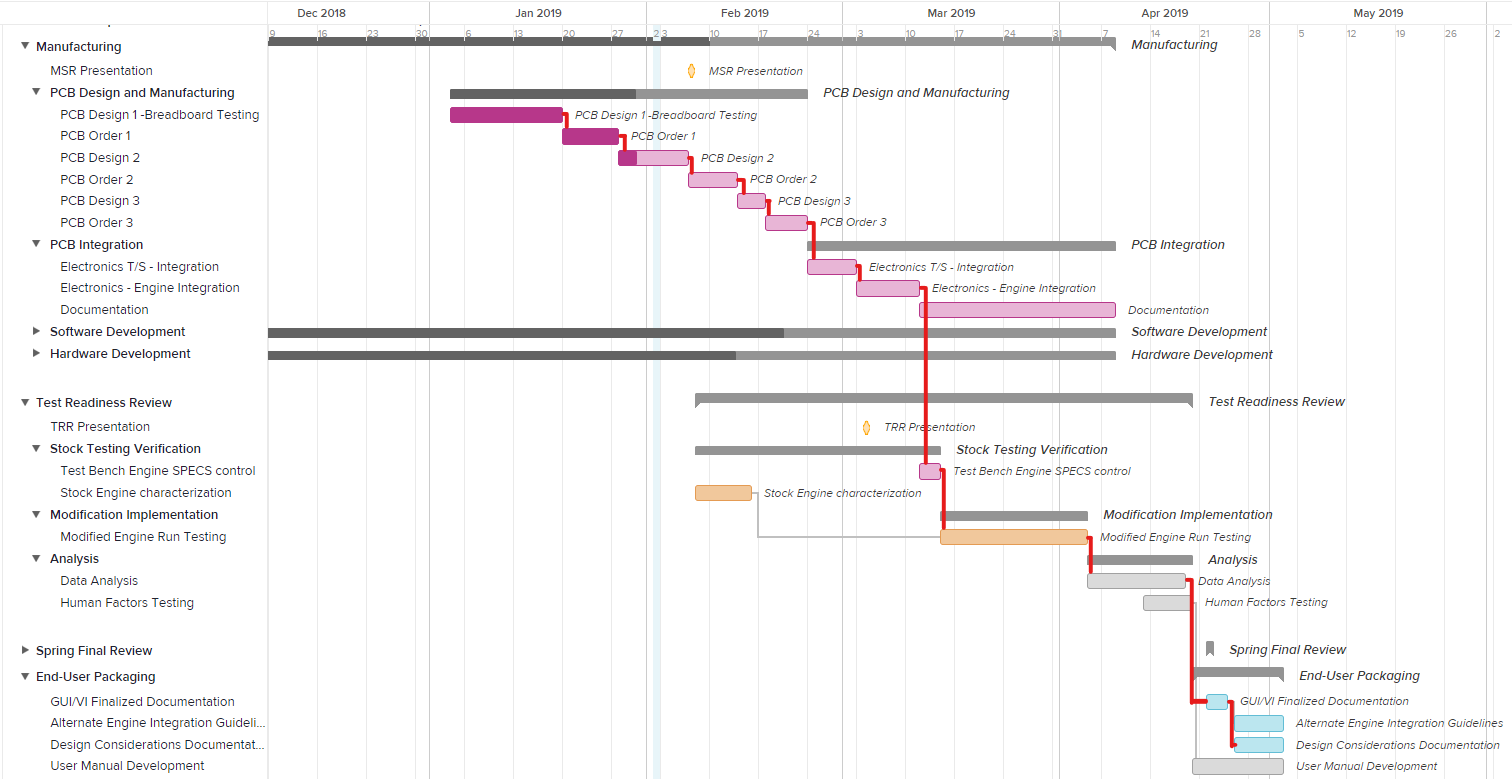 Dec 2018 Jan 2019 Feb 2019 Mar 2019 Apr 2019 May 2019
9 16 23 30 6 13 20 27 2 3 10 17 24 3 10 17 24 31 7 14 21 28 5 12 19 26 2
Manufacturing Manufacturing
MSR Presentation MSR Presentation
PCB Design and Manufacturing PCB Design and Manufacturing
PCB Design 1 -Breadboard Testing PCB Design 1 -Breadboard Testing
PCB Order 1 PCB Order 1
PCB Design 2 PCB Design 2
PCB Order 2 PCB Order 2
PCB Design 3 PCB Design 3
PCB Order 3 PCB Order 3
PCB Integration PCB Integration
Electronics T/S - Integration Electronics T/S - Integration
Electronics - Engine Integration Electronics - Engine Integration
Documentation Documentation
Software Development Software Development
Hardware Development Hardware Development
Test Readiness Review Test Readiness Review
TRR Presentation TRR Presentation
Stock Testing Verification Stock Testing Verification
Test Bench Engine SPECS control Test Bench Engine SPECS control
Stock Engine characterization Stock Engine characterization
Modification Implementation Modification Implementation
Modified Engine Run Testing Modified Engine Run Testing
Analysis Analysis
Data Analysis Data Analysis
Human Factors Testing Human Factors Testing
Spring Final Review Spring Final Review
End-User Packaging End-User Packaging
GUI/VI Finalized Documentation GUI/VI Finalized Documentation
Alternate Engine Integration Guideli... Alternate Engine Integration Guidelines
Design Considerations Documentat... Design Considerations Documentation
User Manual Development User Manual Development